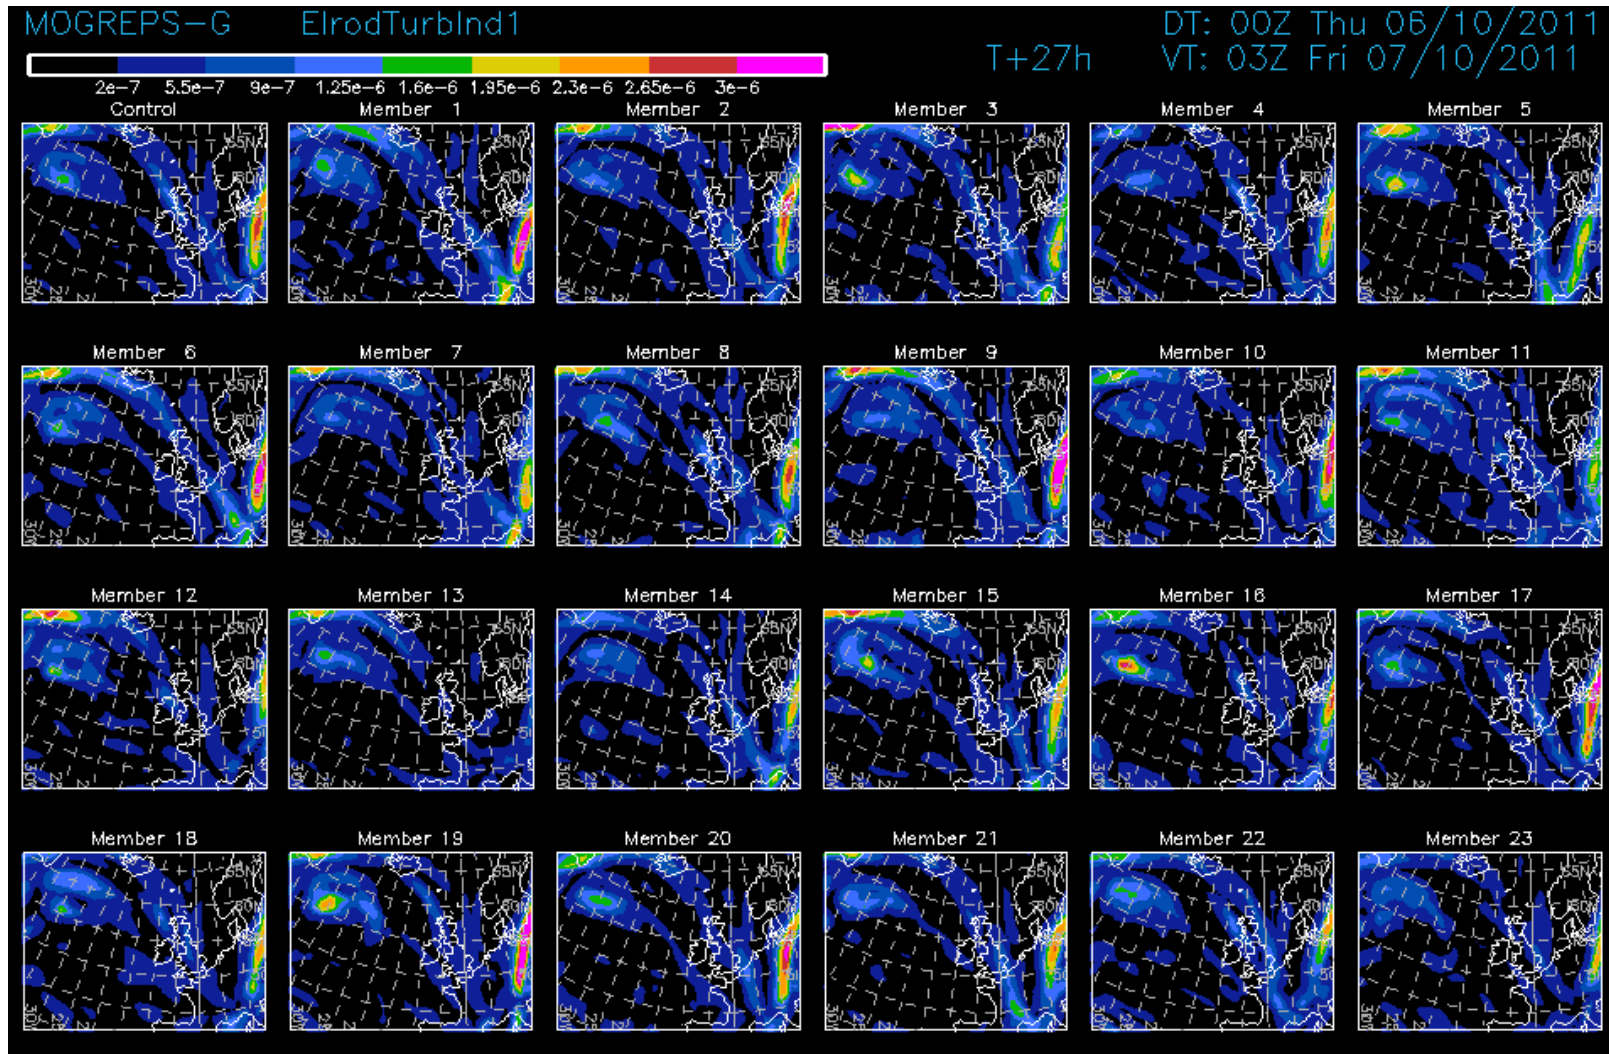 MOGREPS-G ElrodTurbInd1 DT: 00Z Thu 06/10/2011
T+27h VT: 03Z Fri 07/10/2011
2e-7 5.5e-7 9e-7 1.25e-6 1.6e-6 1.95e-6 2.3e-6 2.65e-6 3e-6
Control Member 1 Member 2 Member 3 Member 4 Member 5
Member 6 Member 7 Member 8 Member 9 Member 10 Member 11
Member 12 Member 13 Member 14 Member 15 Member 16 Member 17
Member 18 Member 19 Member 20 Member 21 Member 22 Member 23